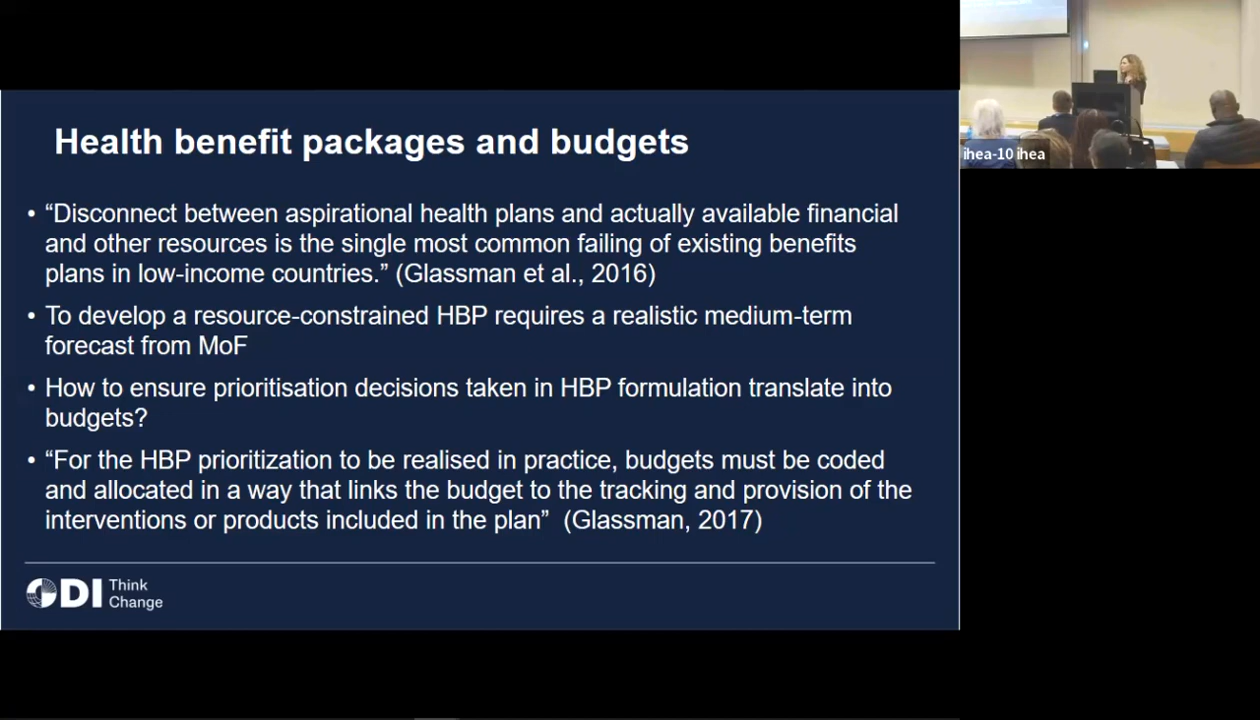 Health benefit packages and budgets
• “Disconnect between aspirational health plans and actually available financial
and other resources is the single most common failing of existing benefits
plans in low-income countries.” (Glassman et al., 2016)
• To develop a resource-constrained HBP requires a realistic medium-term
forecast from MoF
• How to ensure prioritisation decisions taken in HBP formulation translate into
budgets?
• “For the HBP prioritization to be realised in practice, budgets must be coded
and allocated in a way that links the budget to the tracking and provision of the
interventions or products included in the plan”  (Glassman, 2017)
ODI Think
Change
ihea-10 ihea